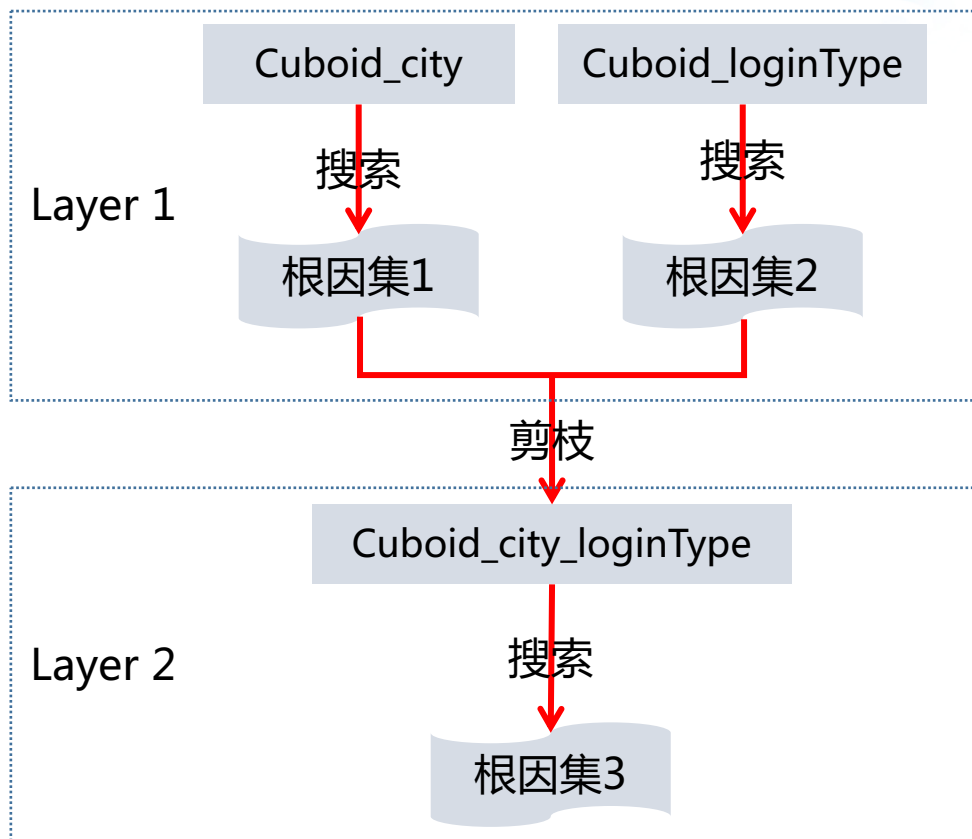 Cuboid_city
Cuboid_loginType
搜索
搜索
Layer 1
根因集1
根因集2
剪枝
Cuboid_city_loginType
搜索
Layer 2
根因集3